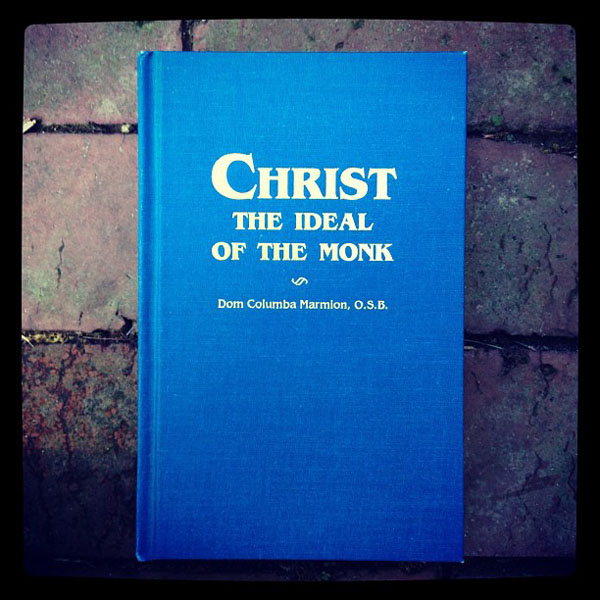 CHRIST
THE IDEAL
OF THE MONK
Dom Columba Marmion, O.S.B.